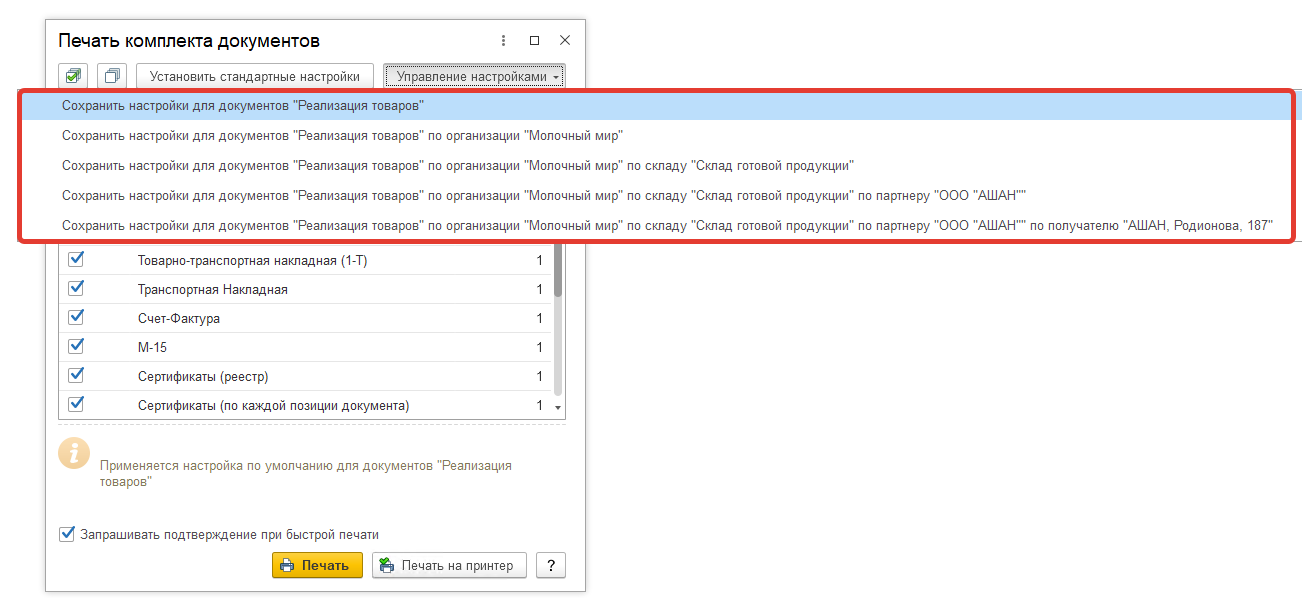 Печать комплекта документов
Установить стандартные настройки
Управление настройками
Сохранить настройки для документов "Реализация товаров"
Сохранить настройки для документов "Реализация товаров" по организации "Молочный мир"
Сохранить настройки для документов "Реализация товаров" по организации "Молочный мир" по складу "Склад готовой продукции"
Сохранить настройки для документов "Реализация товаров" по организации "Молочный мир" по складу "Склад готовой продукции" по партнеру "ООО "АШАН""
Сохранить настройки для документов "Реализация товаров" по организации "Молочный мир" по складу "Склад готовой продукции" по партнеру "ООО "АШАН"" по получателю "АШАН, Родионова, 187"
Товарно-транспортная накладная (1-Т) 1
Транспортная Накладная 1
Счет-Фактура 1
М-15 1
Сертификаты (реестр) 1
Сертификаты (по каждой позиции документа) 1
Применяется настройка по умолчанию для документов "Реализация
товаров"
Запрашивать подтверждение при быстрой печати
Печать
Печать на принтер
?